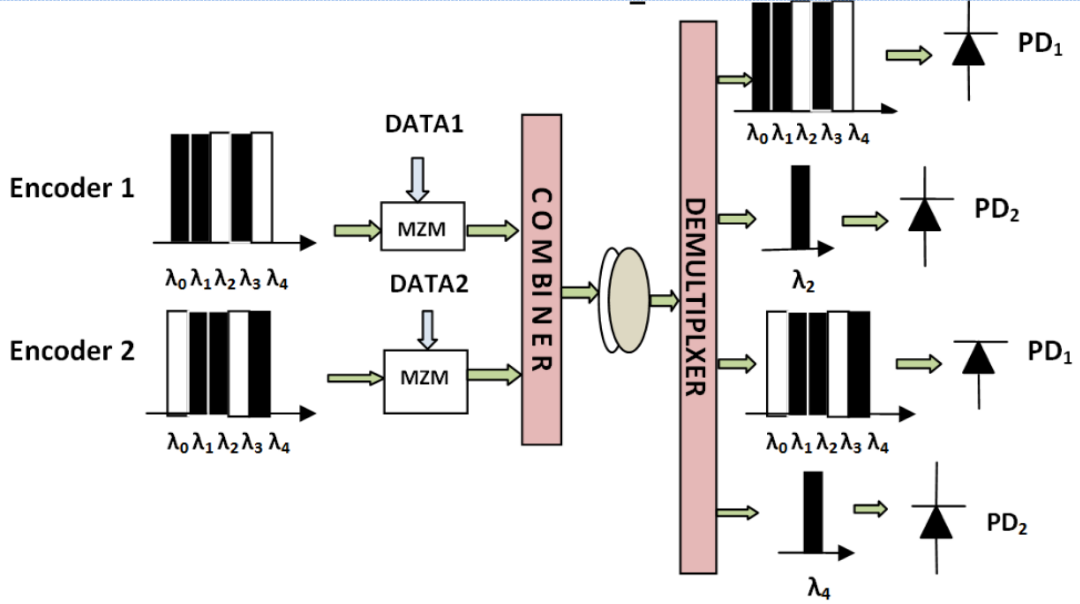 Encoder 1
λ0 λ1 λ2 λ3 λ4
DATA1
MZM
Encoder 2
λ0 λ1 λ2 λ3 λ4
DATA2
MZM
COMBINER
DEMULTIPLXER
λ0 λ1 λ2 λ3 λ4
PD1
λ2
PD2
λ0 λ1 λ2 λ3 λ4
PD1
λ4
PD2